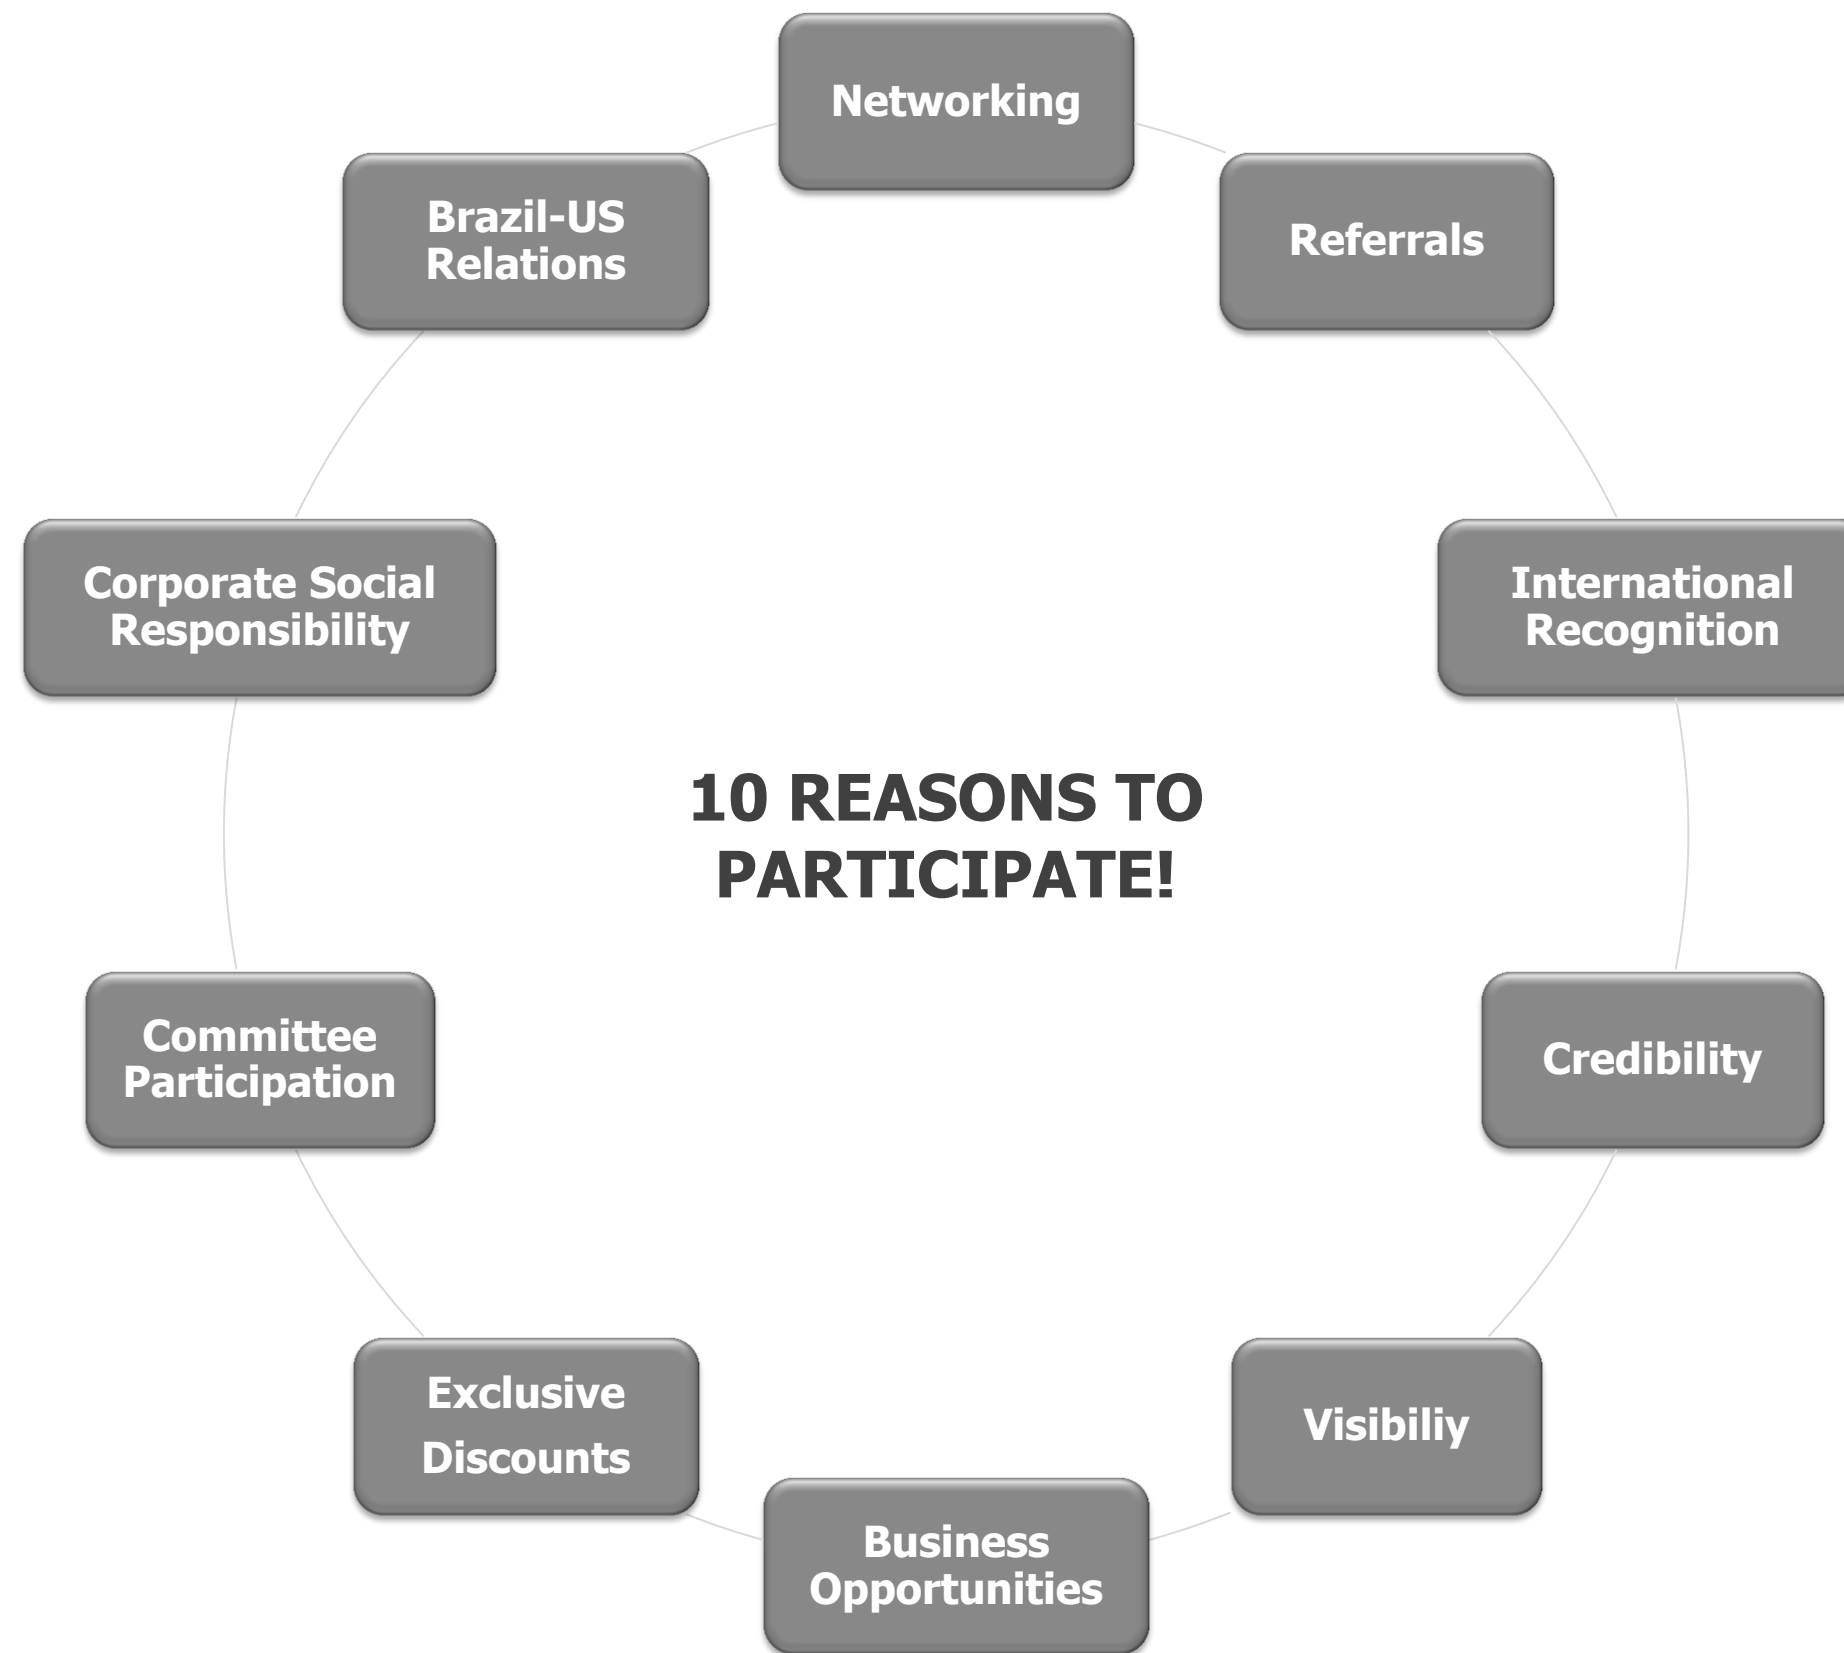 Networking
Referrals
International
Recognition
Credibility
Visibiliy
Business
Opportunities
Exclusive
Discounts
Committee
Participation
Corporate Social
Responsibility
Brazil-US
Relations
10 REASONS TO
PARTICIPATE!